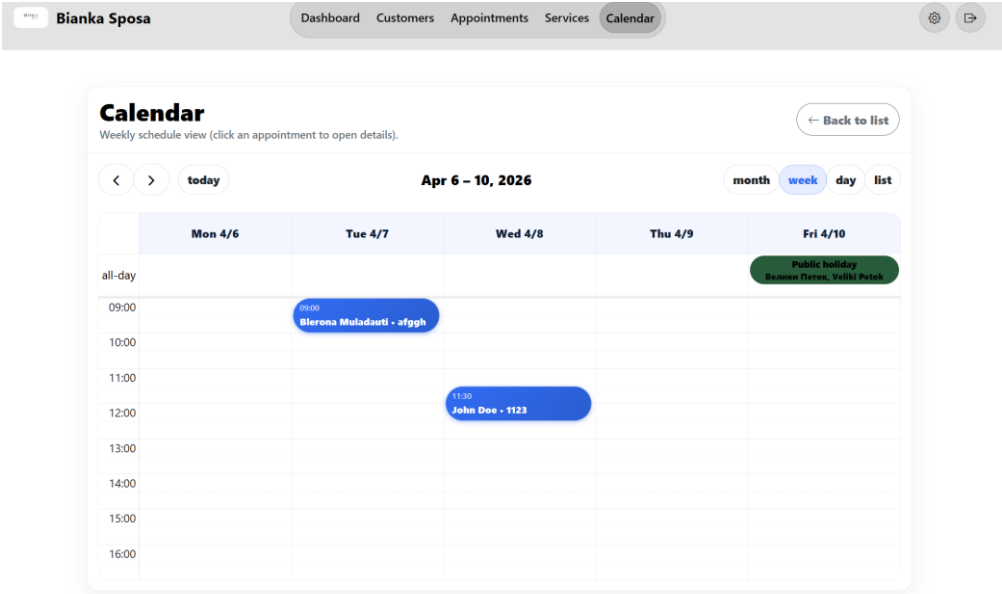 Bianka Sposa
Dashboard Customers Appointments Services Calendar
Calendar
Weekly schedule view (click an appointment to open details).
← Back to list
today
Apr 6 – 10, 2026
month week day list
Mon 4/6 Tue 4/7 Wed 4/8 Thu 4/9 Fri 4/10
all-day
Public holiday
Велики Петок, Veliki Petok
09:00
09:00
Blerona Muladauti • afggh
10:00
11:00
11:30
John Doe • 1123
12:00
13:00
14:00
15:00
16:00